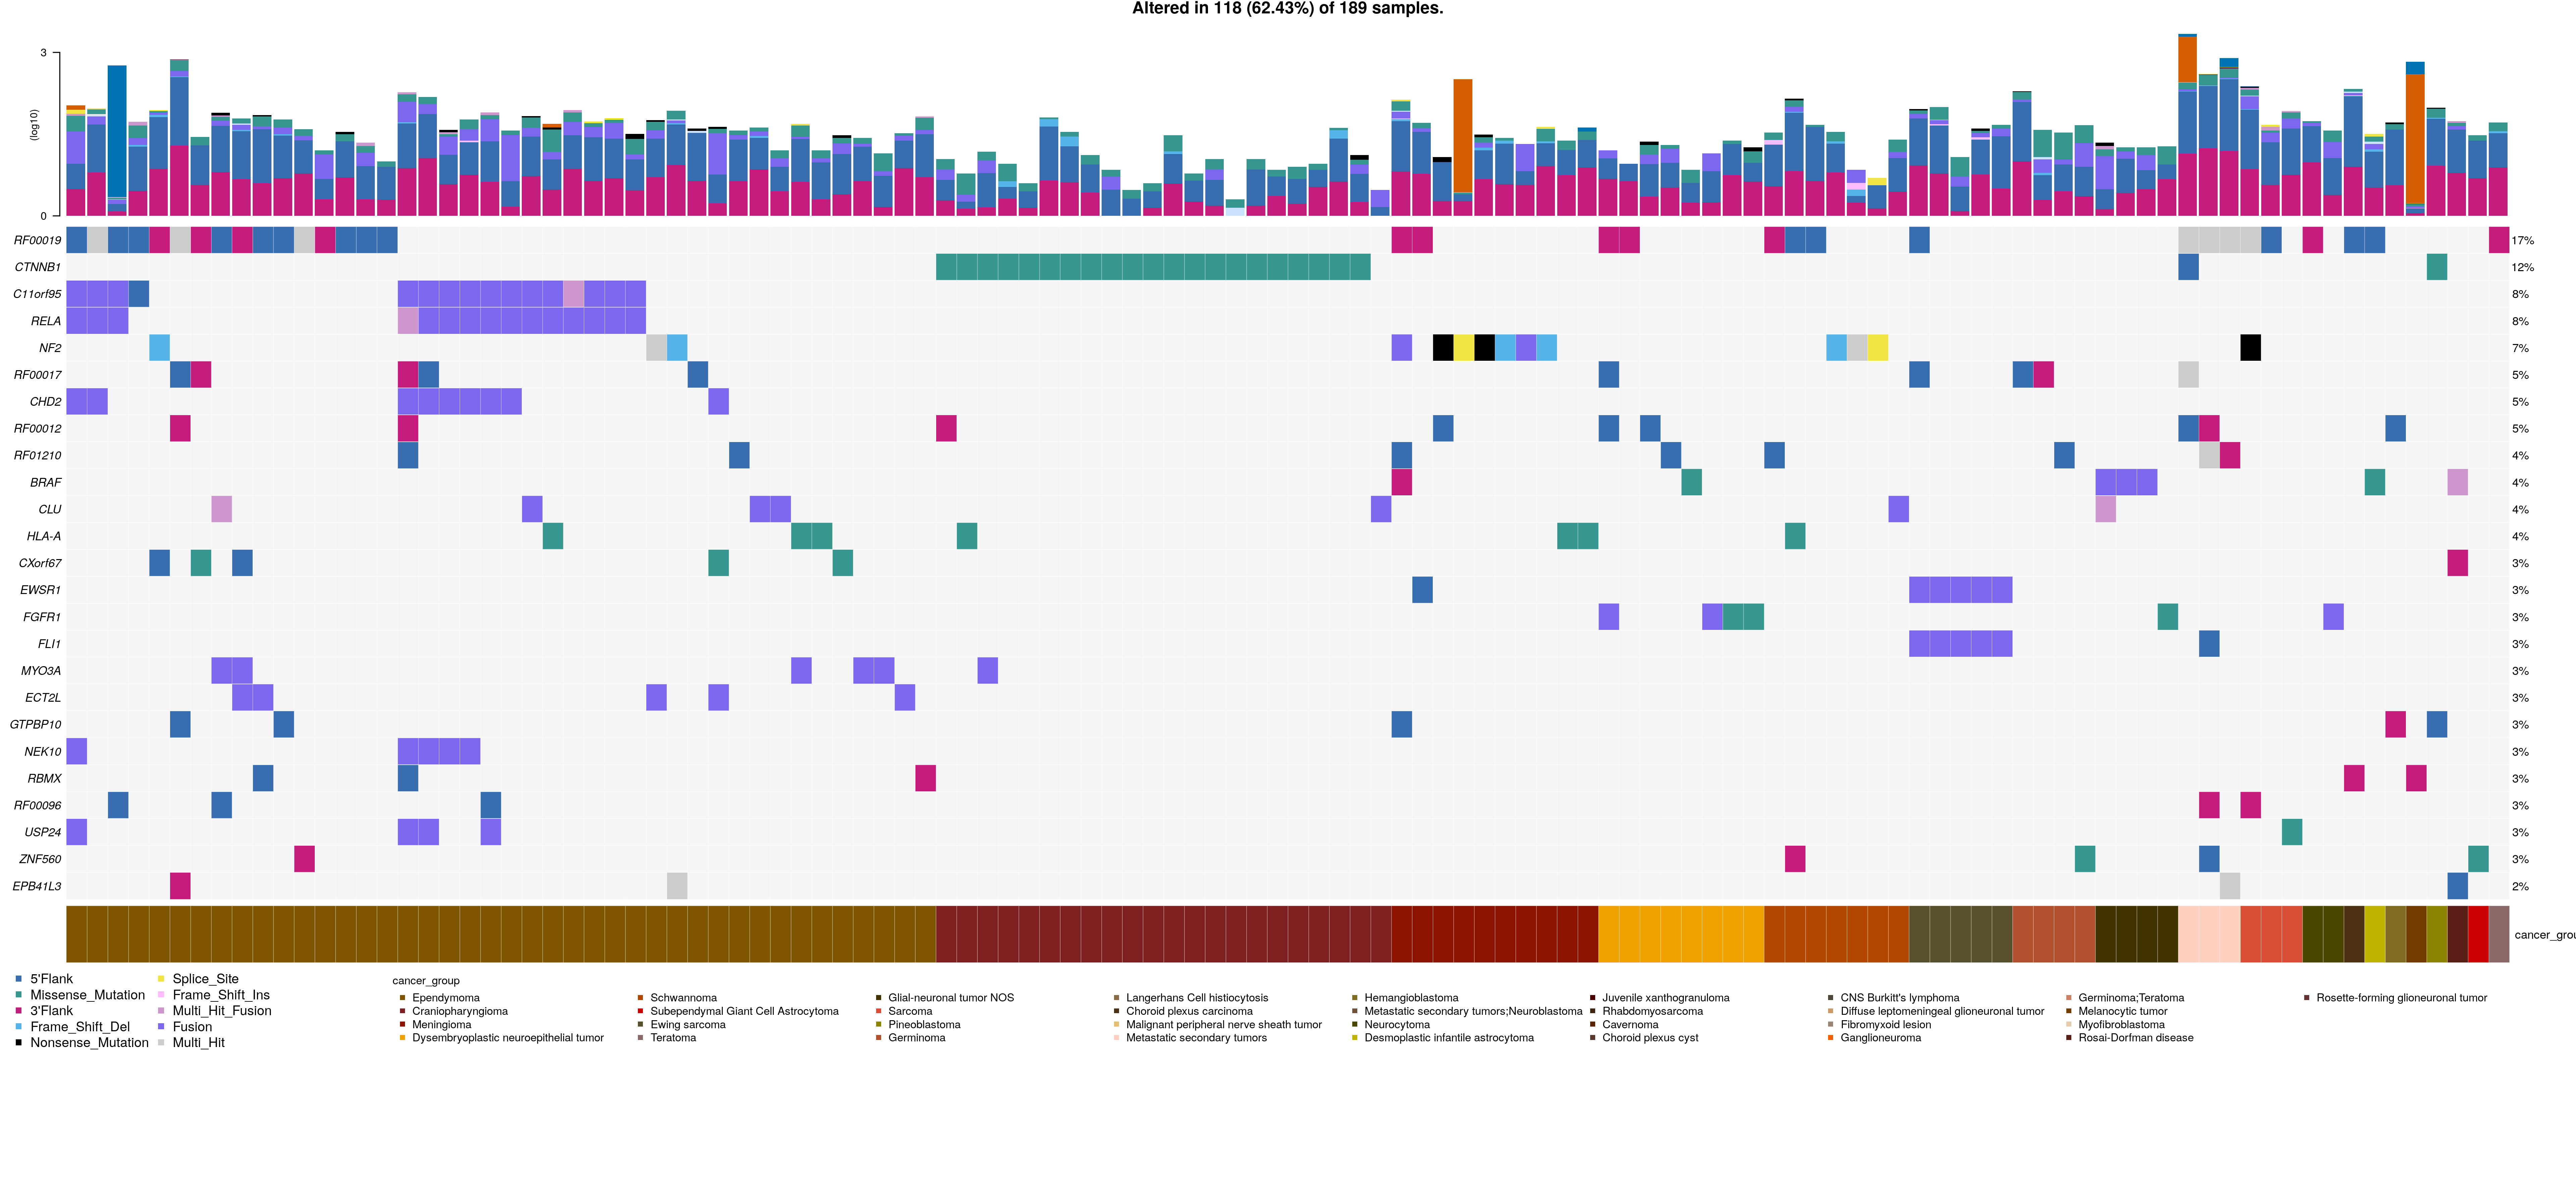 Altered in 118 (62.43%) of 189 samples.
3
(log10)
0
RF00019 17%
CTNNB1 12%
C11orf95 8%
RELA 8%
NF2 7%
RF00017 5%
CHD2 5%
RF00012 5%
RF01210 4%
BRAF 4%
CLU 4%
HLA-A 4%
CXorf67 3%
EWSR1 3%
FGFR1 3%
FLI1 3%
MYO3A 3%
ECT2L 3%
GTPBP10 3%
NEK10 3%
RBMX 3%
RF00096 3%
USP24 3%
ZNF560 3%
EPB41L3 2%
cancer_grou
5'Flank
Missense_Mutation
3'Flank
Frame_Shift_Del
Nonsense_Mutation
Splice_Site
Frame_Shift_Ins
Multi_Hit_Fusion
Fusion
Multi_Hit
cancer_group
Ependymoma
Craniopharyngioma
Meningioma
Dysembryoplastic neuroepithelial tumor
Schwannoma
Subependymal Giant Cell Astrocytoma
Ewing sarcoma
Teratoma
Glial-neuronal tumor NOS
Sarcoma
Pineoblastoma
Germinoma
Langerhans Cell histiocytosis
Choroid plexus carcinoma
Malignant peripheral nerve sheath tumor
Metastatic secondary tumors
Hemangioblastoma
Metastatic secondary tumors;Neuroblastoma
Neurocytoma
Desmoplastic infantile astrocytoma
Juvenile xanthogranuloma
Rhabdomyosarcoma
Cavernoma
Choroid plexus cyst
CNS Burkitt's lymphoma
Diffuse leptomeningeal glioneuronal tumor
Fibromyxoid lesion
Ganglioneuroma
Germinoma;Teratoma
Melanocytic tumor
Myofibroblastoma
Rosai-Dorfman disease
Rosette-forming glioneuronal tumor